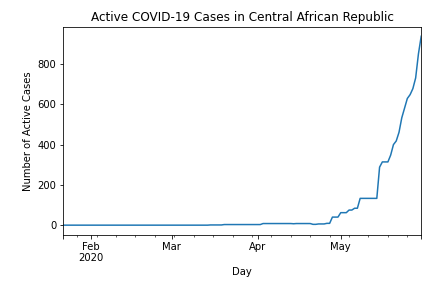 Active COVID-19 Cases in Central African Republic
Number of Active Cases
800
600
400
200
0
Feb
2020
Mar
Apr
May
Day